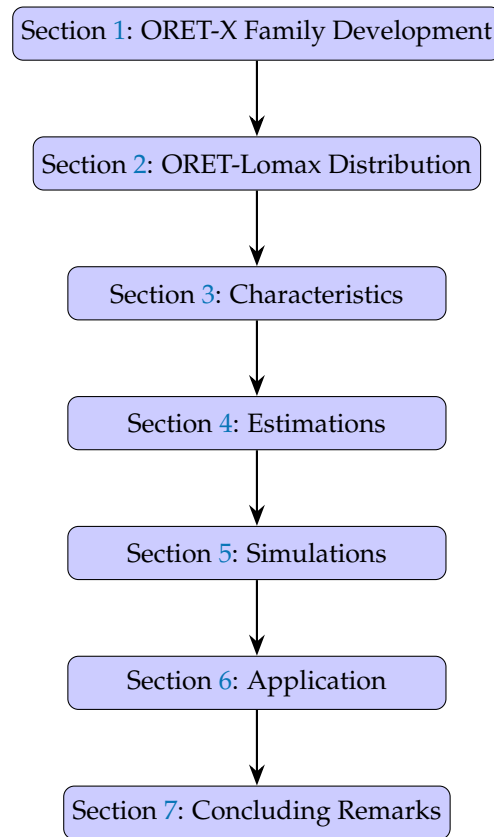 Section 1: ORET-X Family Development
Section 2: ORET-Lomax Distribution
Section 3: Characteristics
Section 4: Estimations
Section 5: Simulations
Section 6: Application
Section 7: Concluding Remarks